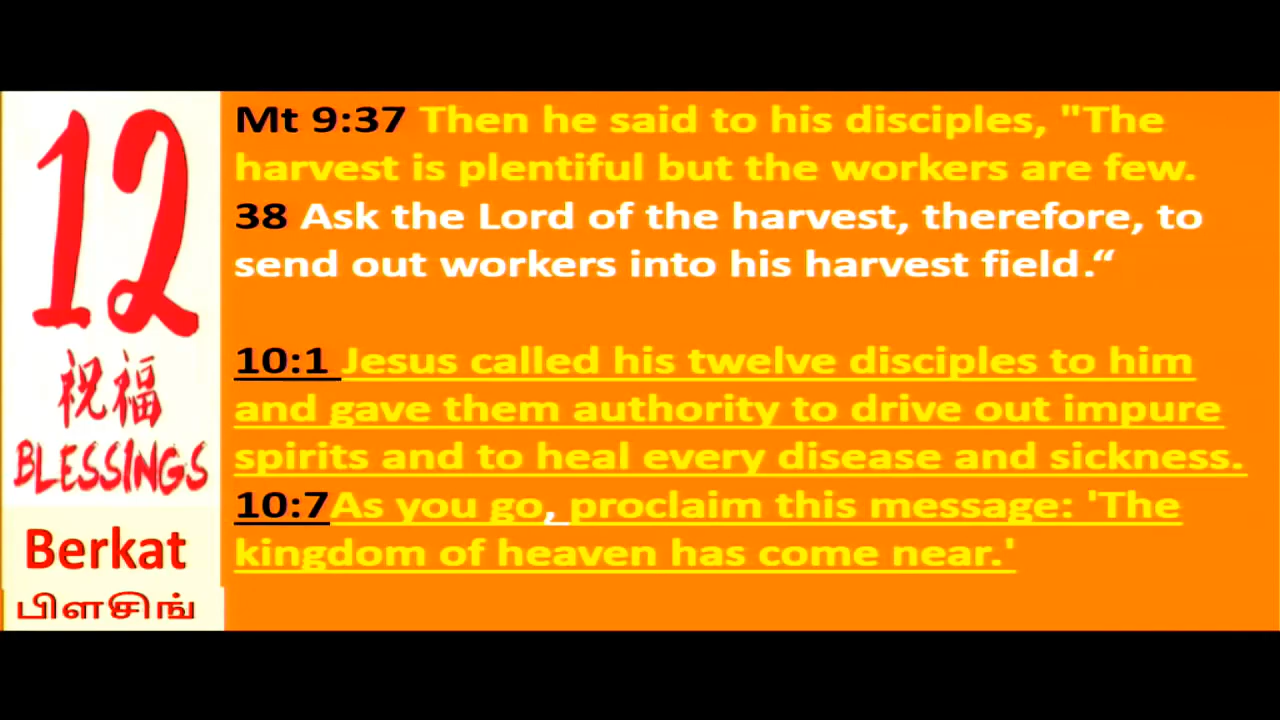 12
祝福
BLESSINGS
Berkat
பிளசிங்
Mt 9:37 Then he said to his disciples, "The
harvest is plentiful but the workers are few.
38 Ask the Lord of the harvest, therefore, to
send out workers into his harvest field.“
10:1 Jesus called his twelve disciples to him
and gave them authority to drive out impure
spirits and to heal every disease and sickness.
10:7As you go, proclaim this message: 'The
kingdom of heaven has come near.'